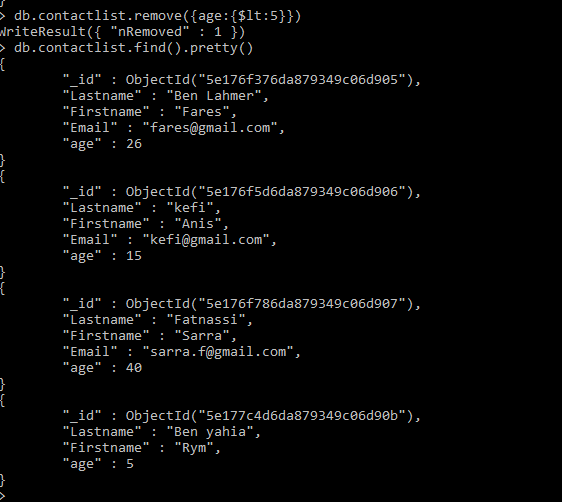 }
> db.contactlist.remove({age:{$lt:5}})
WriteResult({ "nRemoved" : 1 })
> db.contactlist.find().pretty()
{
"_id" : ObjectId("5e176f376da879349c06d905"),
"Lastname" : "Ben Lahmer",
"Firstname" : "Fares",
"Email" : "fares@gmail.com",
"age" : 26
}
{
"_id" : ObjectId("5e176f5d6da879349c06d906"),
"Lastname" : "kefi",
"Firstname" : "Anis",
"Email" : "kefi@gmail.com",
"age" : 15
}
{
"_id" : ObjectId("5e176f786da879349c06d907"),
"Lastname" : "Fatnassi",
"Firstname" : "Sarra",
"Email" : "sarra.f@gmail.com",
"age" : 40
}
{
"_id" : ObjectId("5e177c4d6da879349c06d90b"),
"Lastname" : "Ben yahia",
"Firstname" : "Rym",
"age" : 5
}
>